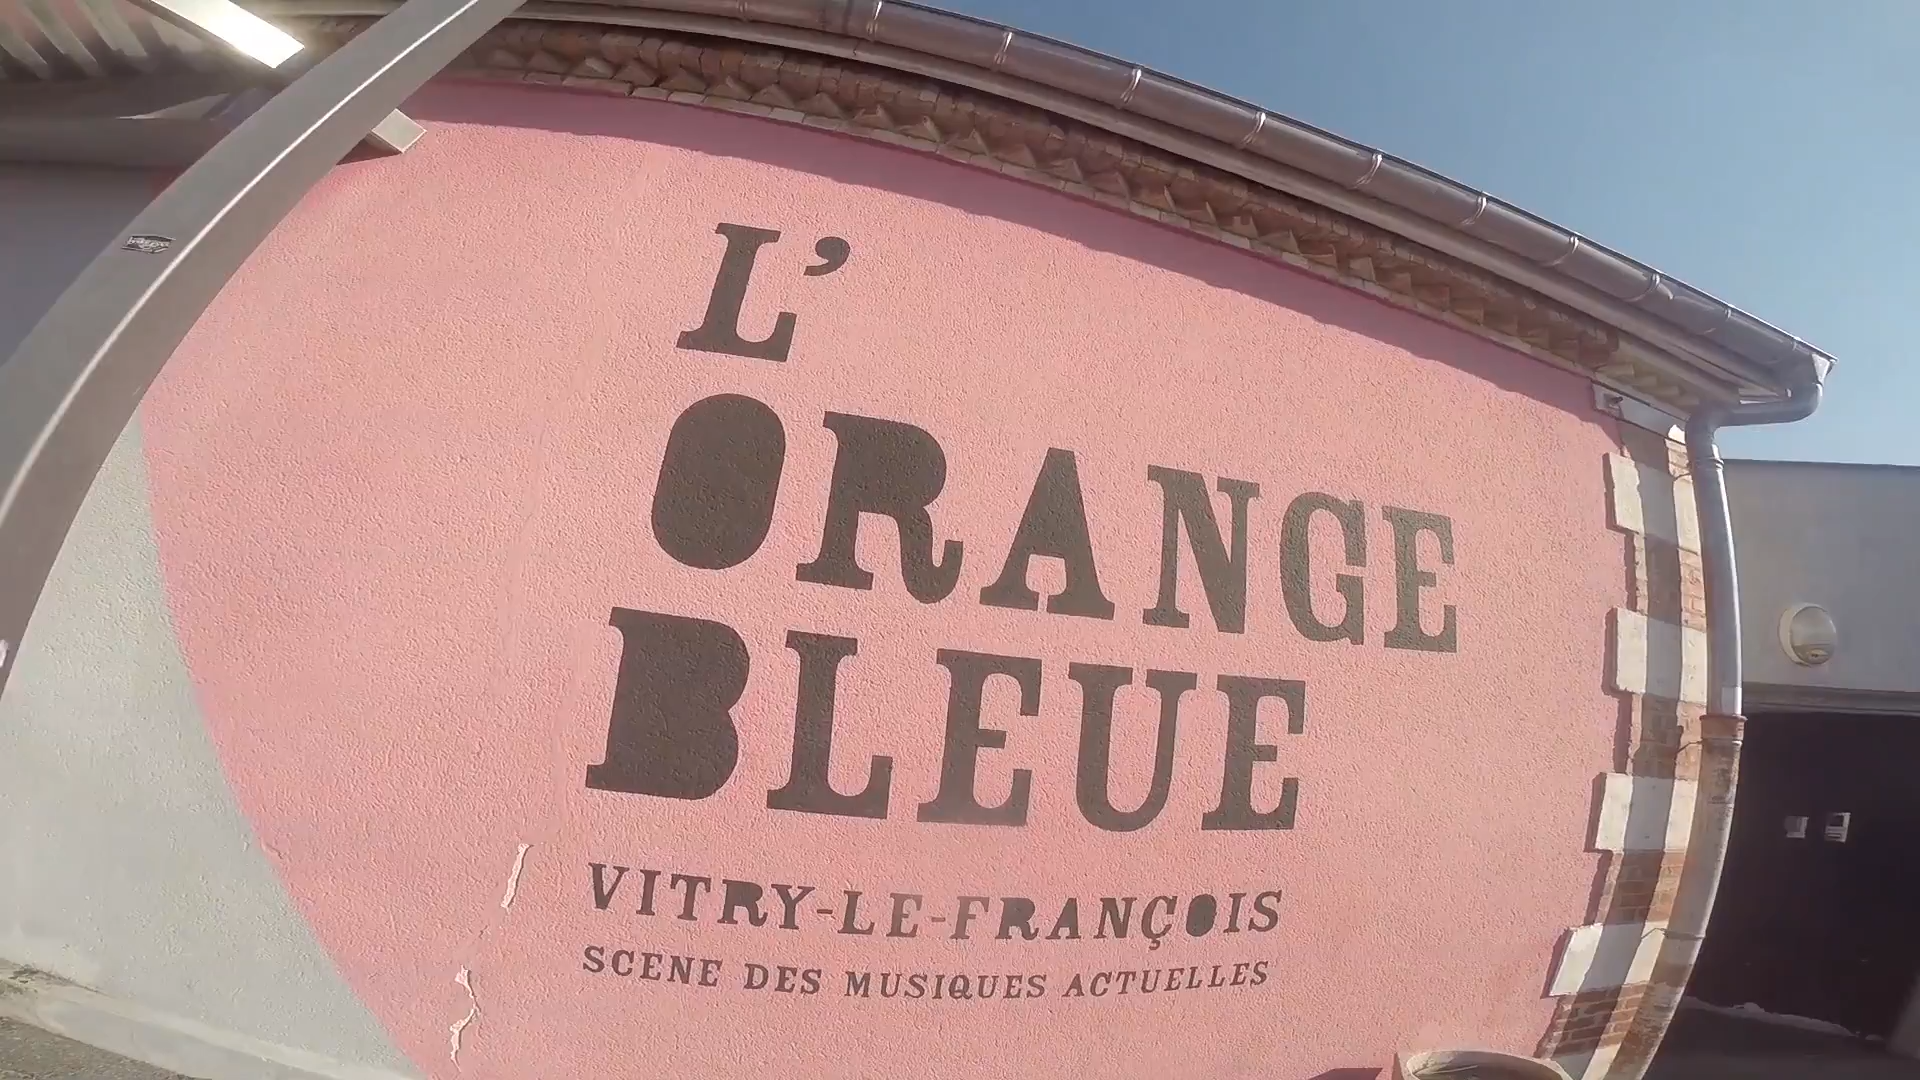 L'
ORANGE
BLEUE
VITRY-LE-FRANÇOIS
SCENE DES MUSIQUES ACTUELLES